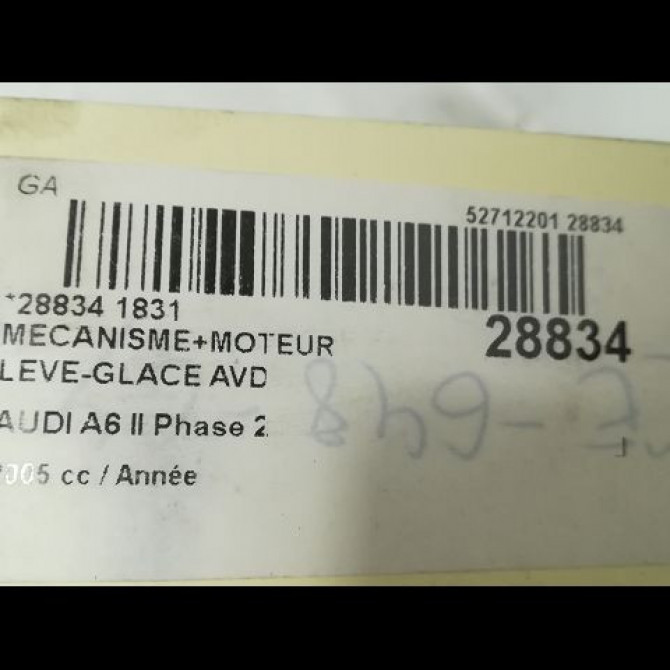 GA
52712201 28834
*28834 1831
28834
MECANISME+MOTEUR
LEVE-GLACE AVD
AUDI A6 II Phase 2
005 cc / Année